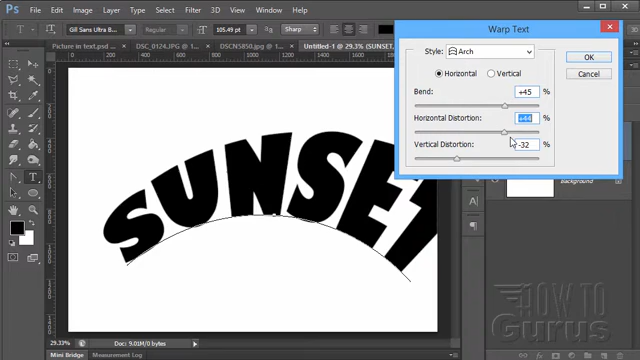 Ps File Edit Image Layer Type Select Filter View Window Help
T Gill Sans Ultra B... 105.49 pt Sharp
Picture in text.psd ... DSC_0124.JPG @ 1... DSCN5850.jpg @ ... Untitled-1 @ 29.3% (SUNSET,
Warp Text
Style: Arch
Horizontal Vertical
OK
Cancel
Bend: +45 %
Horizontal Distortion: +44 %
Vertical Distortion: -32 %
Background
SUNSET
HOW TO
Gurus
29.33% Doc: 9.01M/0 bytes
Mini Bridge Measurement Log